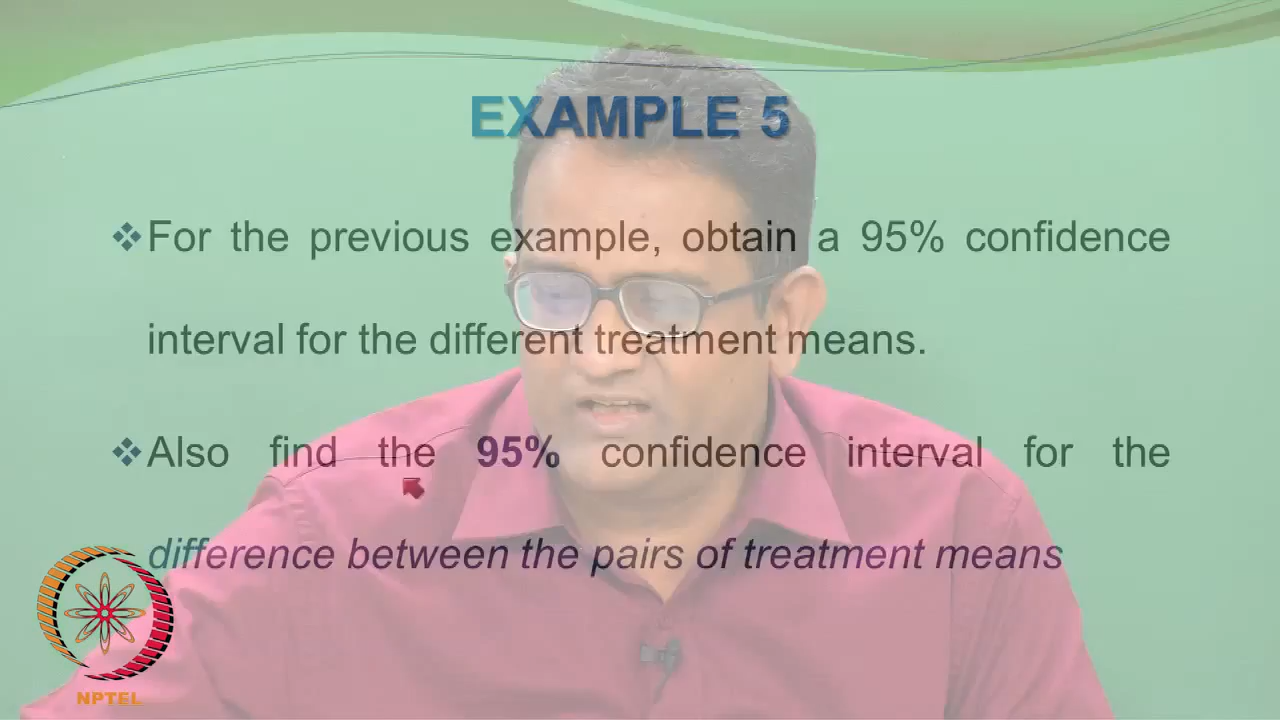 EXAMPLE 5
❖For the previous example, obtain a 95% confidence
interval for the different treatment means.
❖Also find the 95% confidence interval for the
difference between the pairs of treatment means
NPTEL